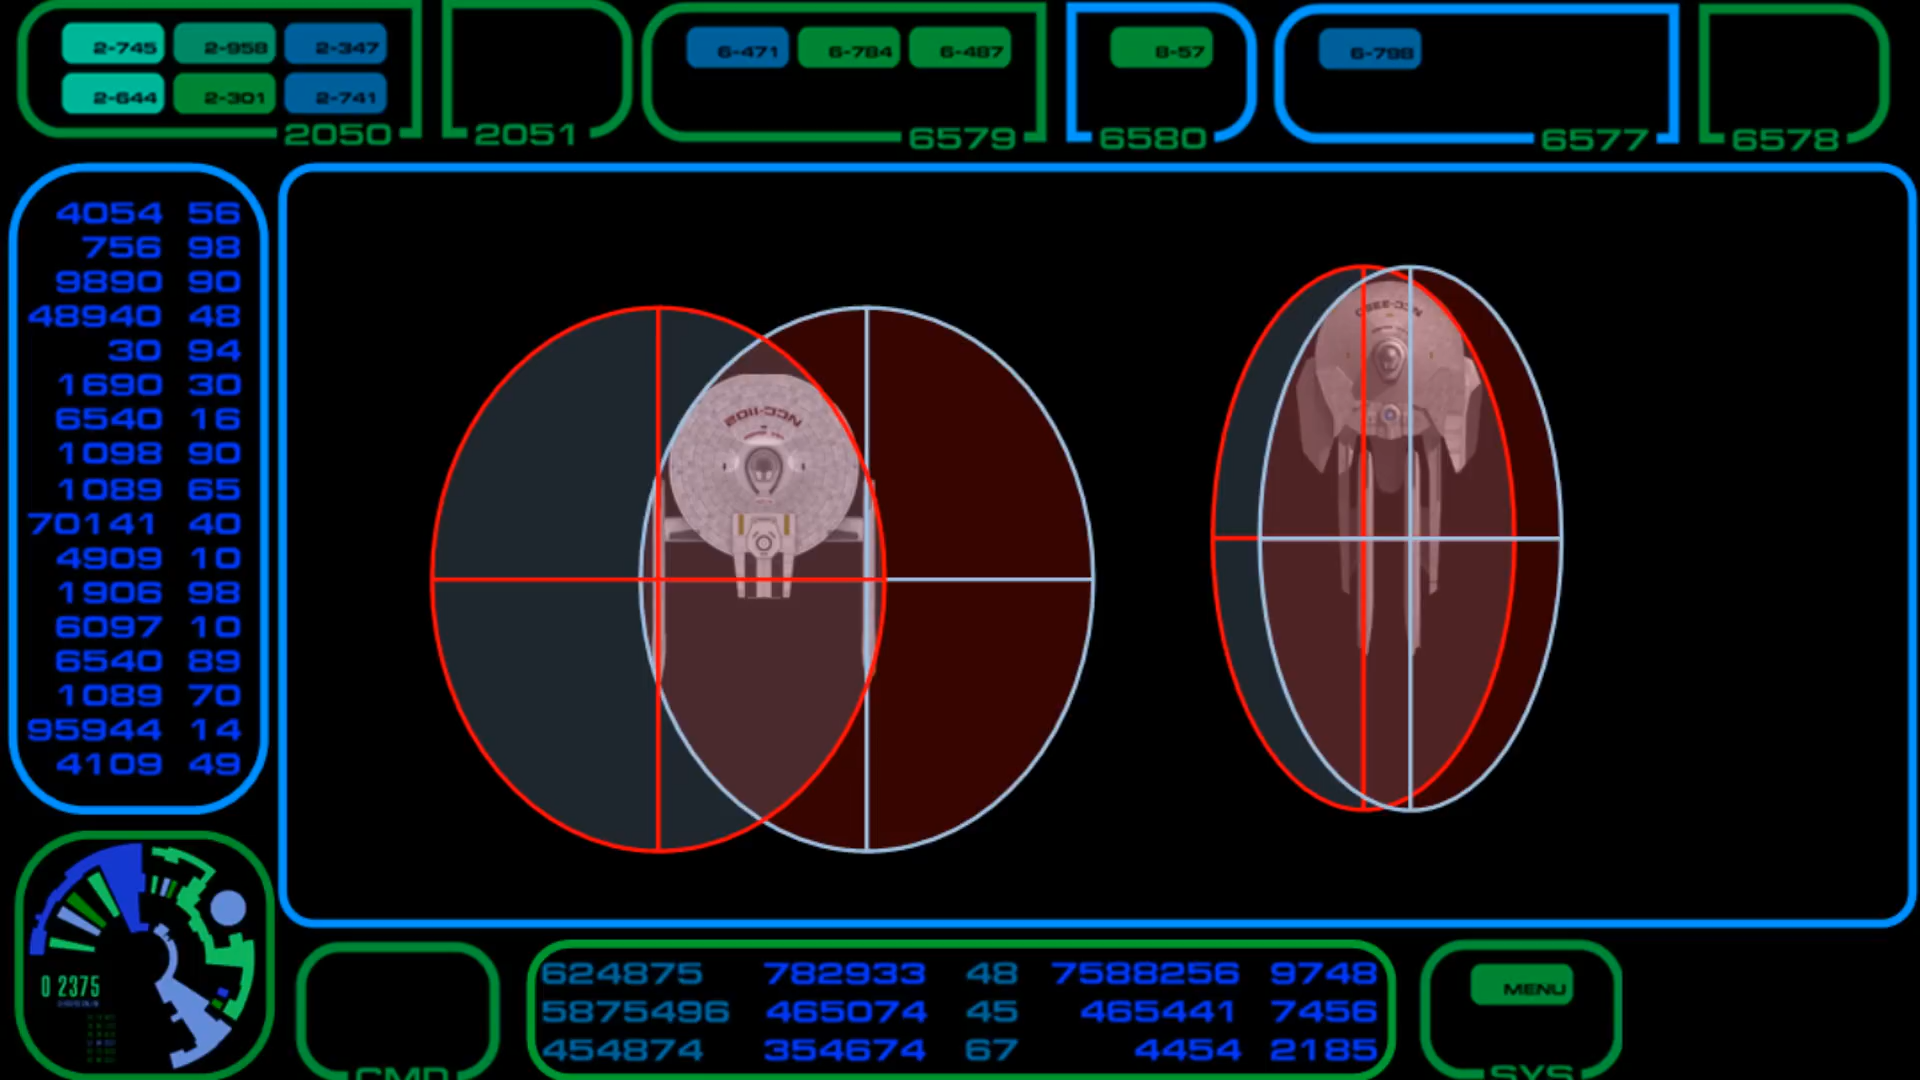 2-745 2-958 2-347
2-644 2-301 2-741
2050
2051
6-471 6-784 6-487
6579
8-57
6580
6-798
6577
6578
4054 56
756 98
9890 90
48940 48
30 94
1690 30
6540 16
1098 90
1089 65
70141 40
4909 10
1906 98
6097 10
6540 89
1089 70
95944 14
4109 49
NCC-1102
0 2375
CMD
624875 782933 48 7588256 9748
5875496 465074 45 465441 7456
454874 354674 67 4454 2185
MENU
SYS